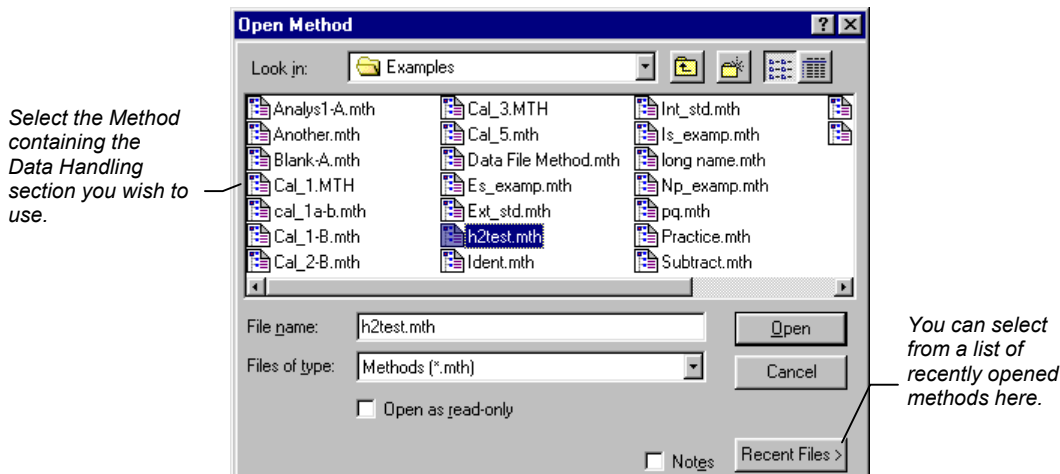 Open Method
Look in: Examples
Select the Method
containing the
Data Handling
section you wish to
use.
Analys1-A.mth
Another.mth
Blank-A.mth
Cal_1.MTH
cal_1a-b.mth
Cal_1-B.mth
Cal_2-B.mth
Cal_3.MTH
Cal_5.mth
Data File Method.mth
Es_examp.mth
Ext_std.mth
h2test.mth
Ident.mth
Int_std.mth
Is_examp.mth
long name.mth
Np_examp.mth
pq.mth
Practice.mth
Subtract.mth
File name: h2test.mth
Open
Files of type: Methods (*.mth)
Cancel
Open as read-only
Notes
Recent Files >
You can select
from a list of
recently opened
methods here.